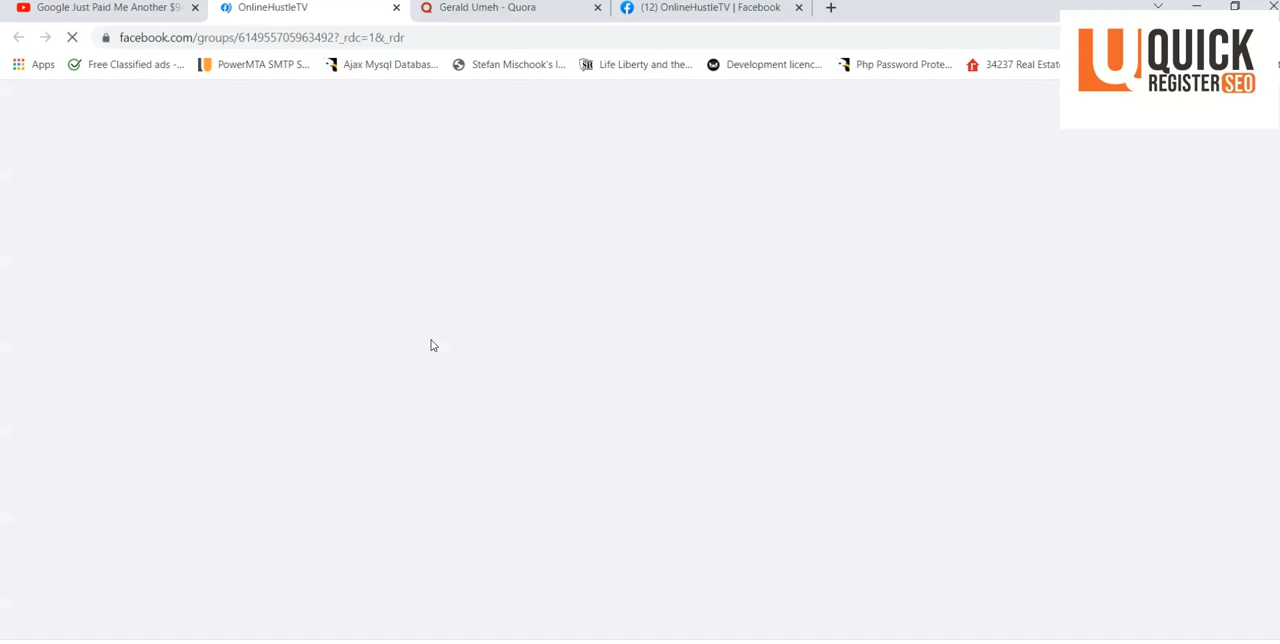 Google Just Paid Me Another $9
OnlineHustleTV
Gerald Umeh - Quora
(12) OnlineHustleTV | Facebook
facebook.com/groups/614955705963492?_rdc=1&_rdr
Apps
Free Classified ads -...
PowerMTA SMTP S...
Ajax Mysql Databas...
Stefan Mischook's I...
Life Liberty and the...
Development licenc...
Php Password Prote...
34237 Real Estate
QUICK
REGISTER SEO